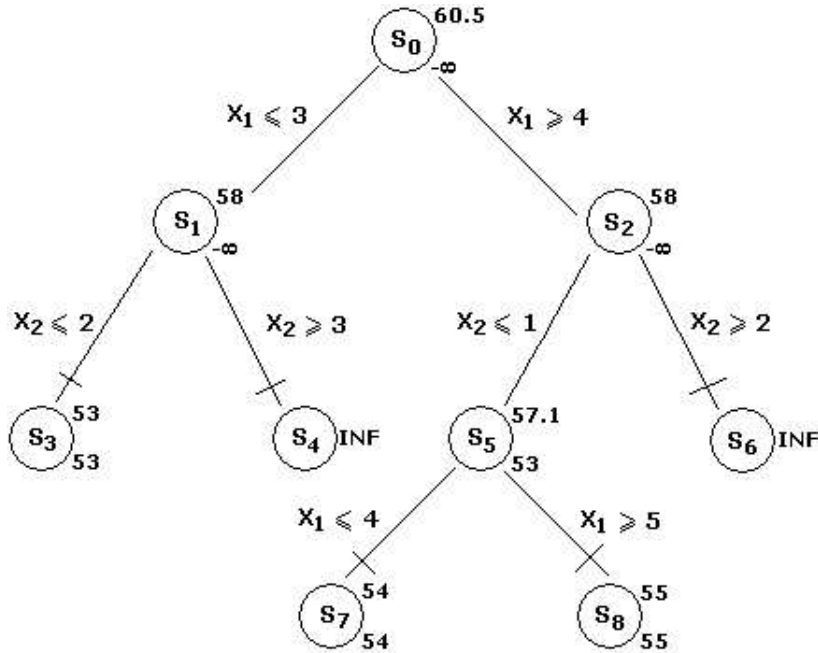 60.5
S₀
-∞
X₁ ⩽ 3
X₁ ⩾ 4
58
S₁
-∞
58
S₂
-∞
X₂ ⩽ 2
X₂ ⩾ 3
X₂ ⩽ 1
X₂ ⩾ 2
53
S₃
53
S₄ INF
57.1
S₅
53
S₆ INF
X₁ ⩽ 4
X₁ ⩾ 5
54
S₇
54
55
S₈
55